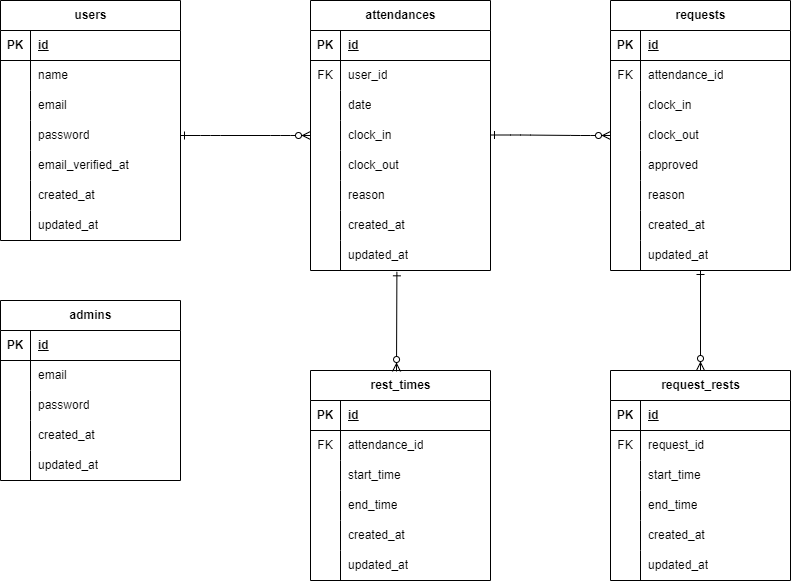 users
PK id
name
email
password
email_verified_at
created_at
updated_at
attendances
PK id
FK user_id
date
clock_in
clock_out
reason
created_at
updated_at
requests
PK id
FK attendance_id
clock_in
clock_out
approved
reason
created_at
updated_at
admins
PK id
email
password
created_at
updated_at
rest_times
PK id
FK attendance_id
start_time
end_time
created_at
updated_at
request_rests
PK id
FK request_id
start_time
end_time
created_at
updated_at